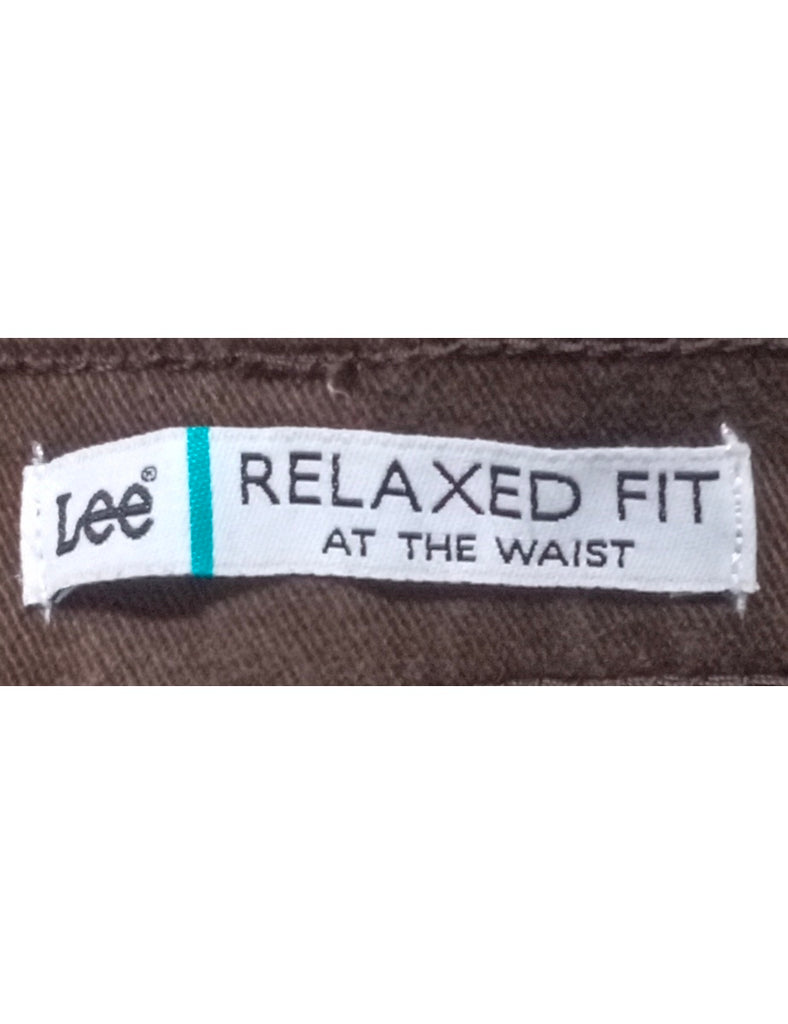 Lee®
RELAXED FIT
AT THE WAIST